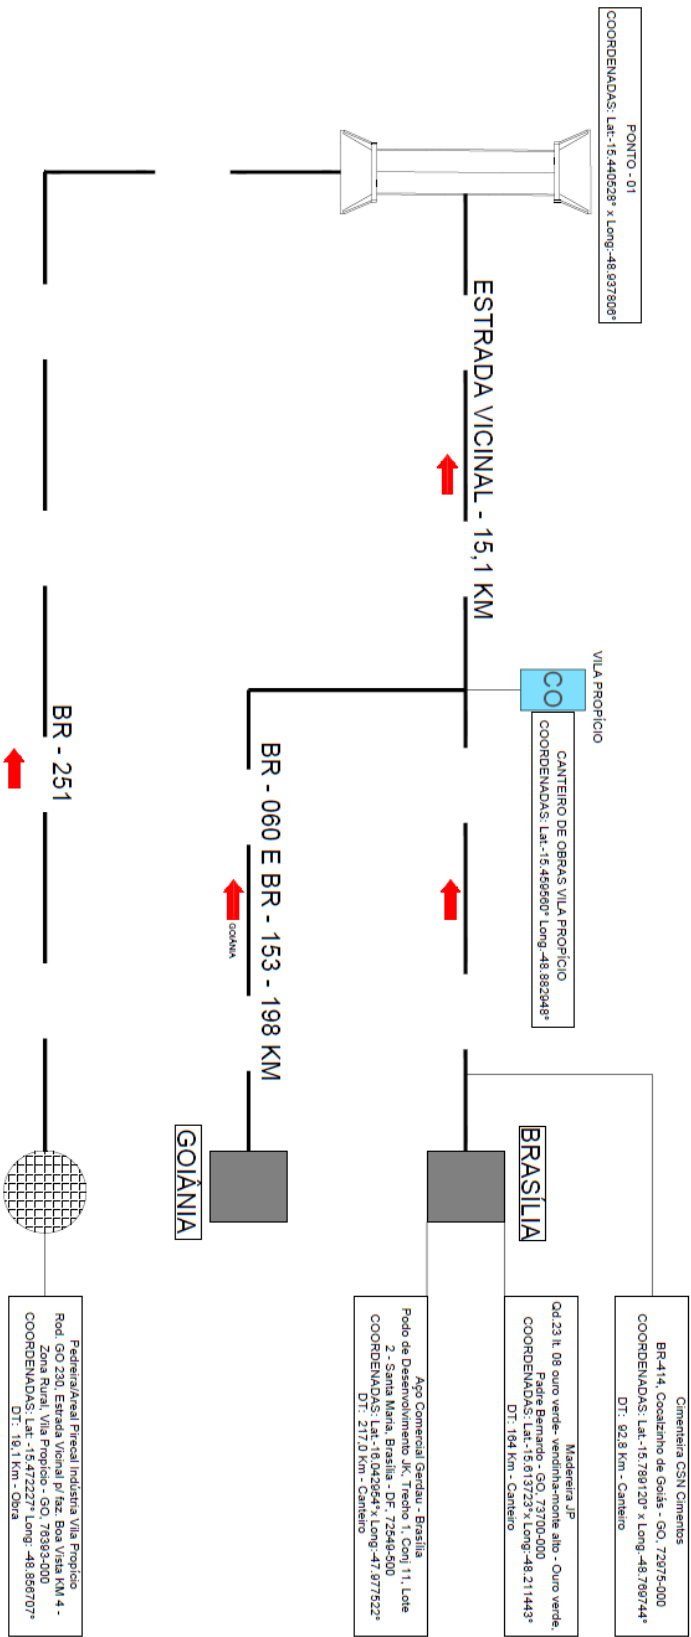 PONTO - 01
COORDENADAS: Lat:-15.440528° x Long:-48.937806°
ESTRADA VICINAL - 15,1 KM
VILA PROPÍCIO
CO
CANTEIRO DE OBRAS VILA PROPÍCIO
COORDENADAS: Lat.-15.459560° Long.-48.882948°
BR - 060 E BR - 153 - 198 KM
GOIÂNIA
BR - 251
BRASÍLIA
GOIÂNIA
Cimenteira CSN Cimentos
BR-414, Cocalzinho de Goiás - GO, 72975-000
COORDENADAS: Lat.-15.789120° x Long.-48.769744°
DT: 92,8 Km - Canteiro
Madereira JP
Qd.23 lt. 08 ouro verde- vendinha-monte alto - Ouro verde,
Padre Bernardo - GO, 73700-000
COORDENADAS: Lat.-15.613723°x Long:-48.211443°
DT: 164 Km - Canteiro
Aço Comercial Gerdau - Brasília
Podo de Desenvolvimento JK, Trecho 1, Conj 11, Lote
2 - Santa Maria, Brasília - DF, 72549-500
COORDENADAS: Lat.-16.042954°x Long:-47.977522°
DT: 217,0 Km - Canteiro
Pedreira/Areal Pirecal Indústria Vila Propício
Rod. GO 230, Estrada Vicinal p/ faz. Boa Vista KM 4 -
Zona Rural, Vila Propício - GO, 76393-000
COORDENADAS: Lat: -15.472227° Long: -48.856707°
DT: 19,1 Km - Obra